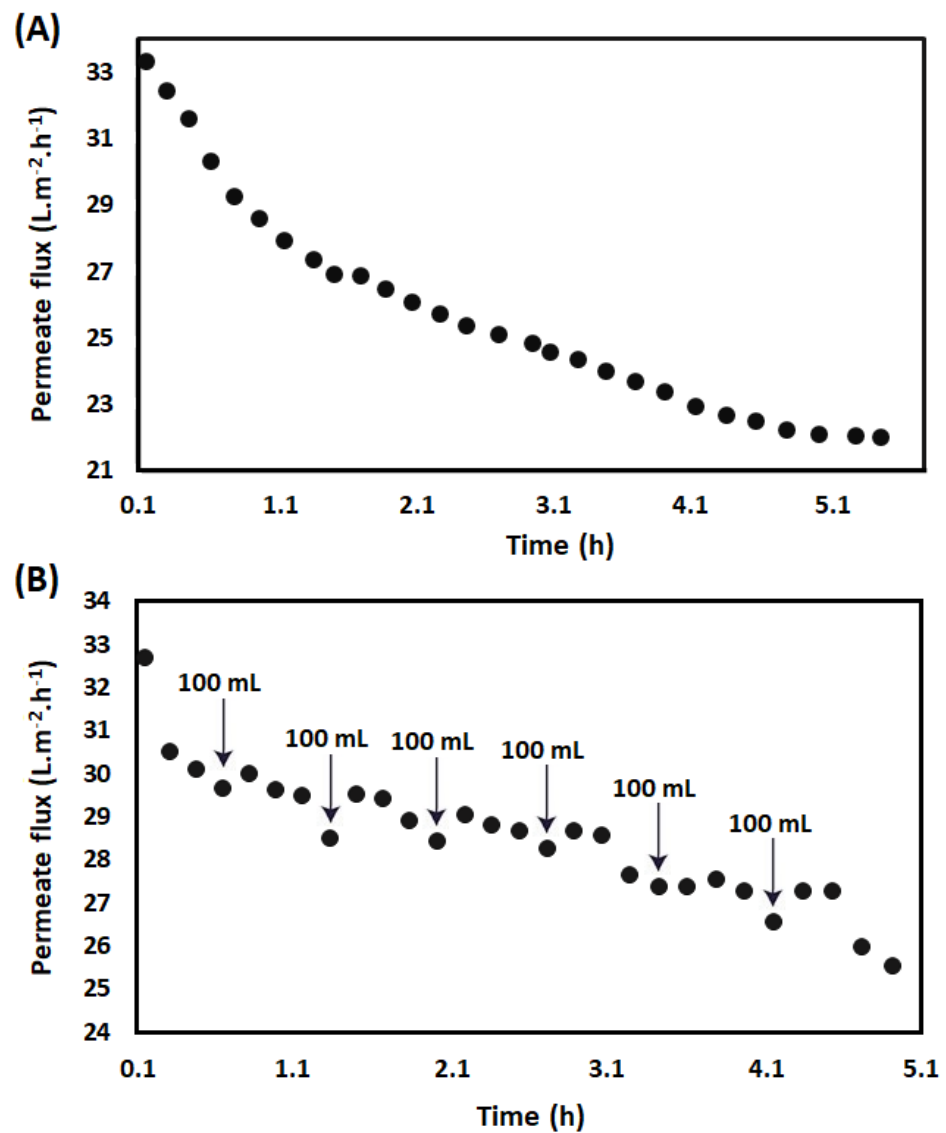 (A)
Permeate flux (L.m⁻².h⁻¹)
33
31
29
27
25
23
21
0.1 1.1 2.1 3.1 4.1 5.1
Time (h)
(B)
Permeate flux (L.m⁻².h⁻¹)
34
33
32
31
30
29
28
27
26
25
24
100 mL
100 mL
100 mL
100 mL
100 mL
100 mL
0.1 1.1 2.1 3.1 4.1 5.1
Time (h)